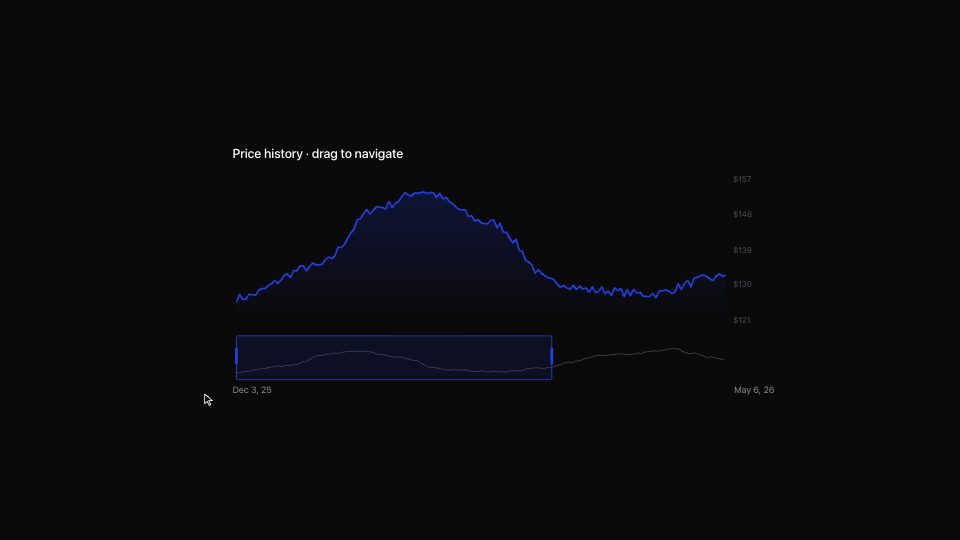 Price history · drag to navigate
$157
$148
$139
$130
$121
Dec 3, 25
May 6, 26